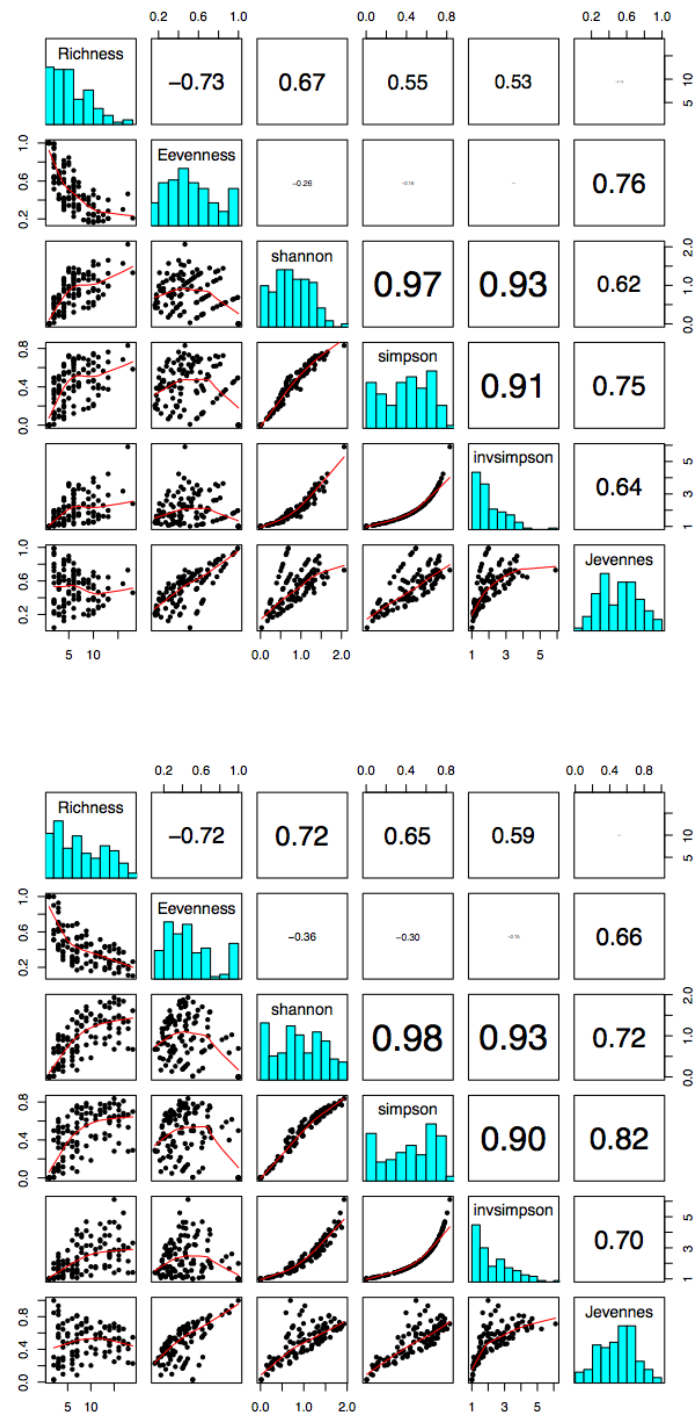 0.2 0.6 1.0 0.0 0.4 0.8 0.2 0.6 1.0
Richness −0.73 0.67 0.55 0.53 5 10
0.2 0.6 1.0 Eevenness −0.26 −0.16 0.76
shannon 0.97 0.93 0.62 0.0 1.0 2.0
0.0 0.4 0.8 simpson 0.91 0.75
invsimpson 0.64 1 3 5
0.2 0.6 1.0 Jevennes
5 10 0.0 1.0 2.0 1 3 5
0.2 0.6 1.0 0.0 0.4 0.8 0.0 0.4 0.8
Richness −0.72 0.72 0.65 0.59 5 10
0.2 0.6 1.0 Eevenness −0.36 −0.30 −0.15 0.66
shannon 0.98 0.93 0.72 0.0 1.0 2.0
0.0 0.4 0.8 simpson 0.90 0.82
invsimpson 0.70 1 3 5
0.0 0.4 0.8 Jevennes
5 10 0.0 1.0 2.0 1 3 5